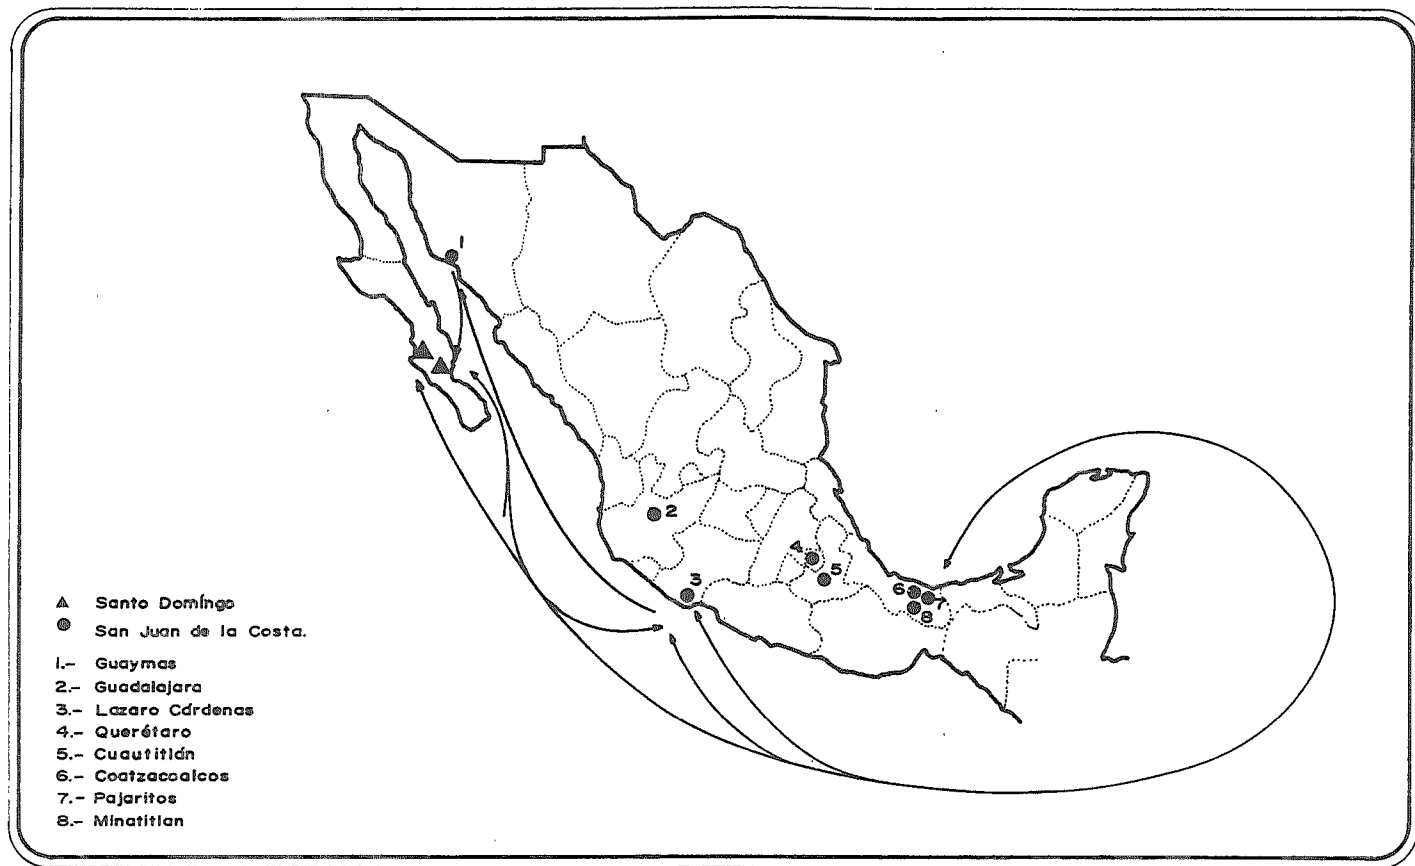 1
2
3
4
5
6
7
8
Santo Domíngo
San Juan de la Costa.
1.- Guaymas
2.- Guadalajara
3.- Lazaro Cárdenas
4.- Querétaro
5.- Cuautitlán
6.- Coatzacoalcos
7.- Pajaritos
8.- Minatitlan